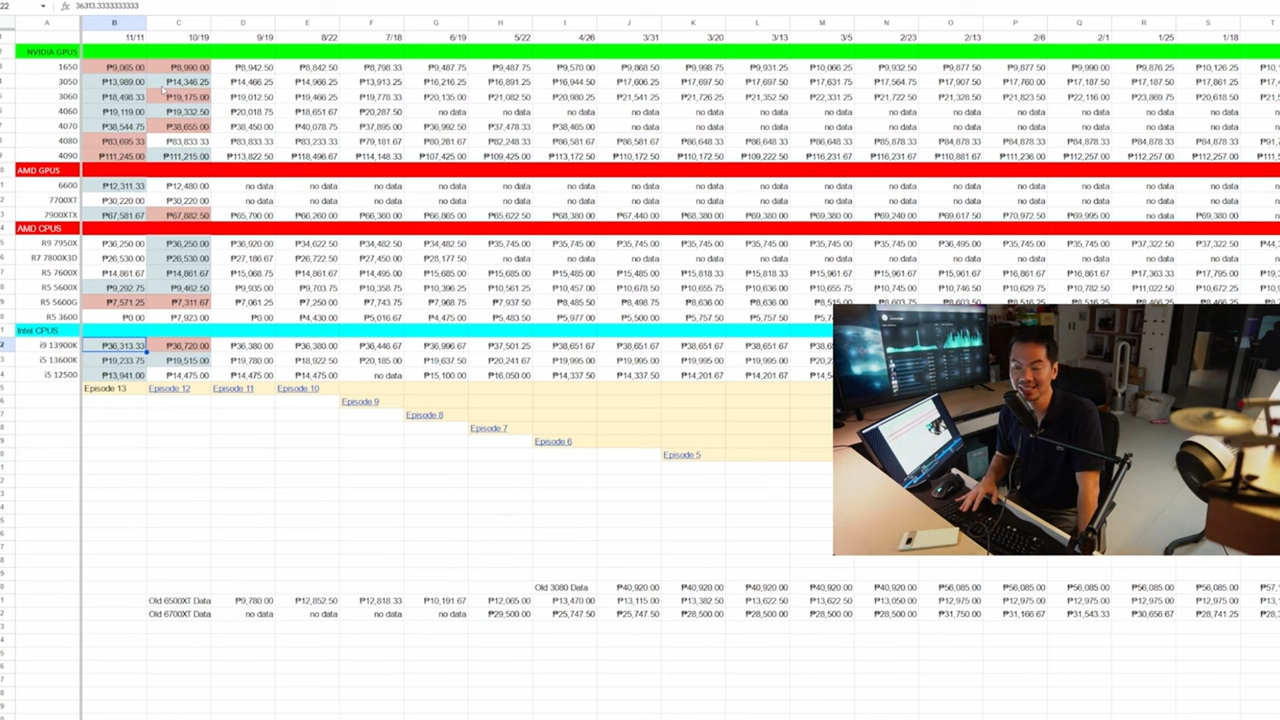 22 fx 36313.3333333333
A B C D E F G H I J K L M N O P Q R S T
11/11 10/19 9/19 8/22 7/18 6/19 5/22 4/26 3/31 3/20 3/13 3/5 2/23 2/13 2/6 2/1 1/25 1/18
NVIDIA GPUS
1650 ₱9,065.00 ₱8,990.00 ₱8,942.50 ₱8,842.50 ₱8,798.33 ₱9,487.75 ₱9,487.75 ₱9,570.00 ₱9,868.50 ₱9,998.75 ₱9,931.25 ₱10,066.25 ₱9,932.50 ₱9,877.50 ₱9,990.00 ₱9,876.25 ₱10,126.25
3050 ₱13,989.00 ₱14,346.25 ₱14,466.25 ₱14,966.25 ₱13,913.25 ₱16,216.25 ₱16,891.25 ₱16,944.50 ₱17,606.25 ₱17,697.50 ₱17,697.50 ₱17,631.75 ₱17,564.75 ₱17,907.50 ₱17,760.00 ₱17,187.50 ₱17,187.50 ₱17,861.25
3060 ₱18,498.33 ₱19,175.00 ₱19,012.50 ₱19,466.25 ₱19,778.33 ₱20,135.00 ₱21,082.50 ₱20,980.25 ₱21,541.25 ₱21,726.25 ₱21,352.50 ₱22,331.25 ₱21,722.50 ₱21,328.50 ₱21,823.50 ₱22,116.00 ₱23,869.75 ₱20,618.50
4060 ₱19,119.00 ₱19,332.50 ₱20,018.75 ₱18,651.67 ₱20,287.50 no data no data no data no data no data no data no data no data no data no data no data no data no data
4070 ₱38,544.75 ₱38,655.00 ₱38,450.00 ₱40,078.75 ₱37,895.00 ₱36,992.50 ₱37,478.33 ₱38,465.00 no data no data no data no data no data no data no data no data no data no data
4080 ₱83,695.33 ₱83,833.33 ₱83,833.33 ₱83,233.33 ₱79,181.67 ₱80,281.67 ₱82,248.33 ₱86,581.67 ₱86,581.67 ₱86,648.33 ₱86,648.33 ₱86,648.33 ₱85,878.33 ₱84,878.33 ₱84,878.33 ₱84,878.33 ₱84,878.33 ₱84,878.33
4090 ₱111,245.00 ₱111,215.00 ₱113,822.50 ₱118,496.67 ₱114,148.33 ₱107,425.00 ₱109,425.00 ₱113,172.50 ₱110,172.50 ₱110,172.50 ₱109,222.50 ₱116,231.67 ₱116,231.67 ₱110,881.67 ₱111,236.00 ₱112,257.00 ₱112,257.00 ₱112,257.00
AMD GPUS
6600 ₱12,311.33 ₱12,480.00 no data no data no data no data no data no data no data no data no data no data no data no data no data no data no data no data
7700XT ₱30,220.00 ₱30,220.00 no data no data no data no data no data no data no data no data no data no data no data no data no data no data no data no data
7900XTX ₱67,581.67 ₱67,882.50 ₱65,790.00 ₱66,260.00 ₱66,360.00 ₱66,865.00 ₱65,622.50 ₱68,380.00 ₱67,440.00 ₱68,380.00 ₱69,380.00 ₱69,380.00 ₱69,240.00 ₱69,617.50 ₱70,972.50 ₱69,995.00 no data ₱69,380.00
AMD CPUS
R9 7950X ₱36,250.00 ₱36,250.00 ₱36,920.00 ₱34,622.50 ₱34,482.50 ₱34,482.50 ₱35,745.00 ₱35,745.00 ₱35,745.00 ₱35,745.00 ₱35,745.00 ₱35,745.00 ₱35,745.00 ₱36,495.00 ₱35,745.00 ₱37,322.50 ₱37,322.50 ₱44,3
R7 7800X3D ₱26,530.00 ₱26,530.00 ₱27,186.67 ₱26,722.50 ₱27,450.00 ₱28,177.50 no data no data no data no data no data no data no data no data no data no data no data no data
R5 7600X ₱14,861.67 ₱14,861.67 ₱15,068.75 ₱14,861.67 ₱14,495.00 ₱15,685.00 ₱15,685.00 ₱15,485.00 ₱15,485.00 ₱15,818.33 ₱15,818.33 ₱15,961.67 ₱15,961.67 ₱16,861.67 ₱16,861.67 ₱17,363.33 ₱17,795.00
R5 5600X ₱9,292.75 ₱9,462.50 ₱9,935.00 ₱9,703.75 ₱10,358.75 ₱10,396.25 ₱10,561.25 ₱10,467.50 ₱10,678.50 ₱10,655.75 ₱10,636.00 ₱10,655.75 ₱10,745.00 ₱10,746.50 ₱10,629.75 ₱10,782.50 ₱11,022.50 ₱10,672.25
R5 5600G ₱7,571.25 ₱7,311.67 ₱7,061.25 ₱7,250.00 ₱7,743.75 ₱7,968.75 ₱7,937.50 ₱8,485.50 ₱8,498.75 ₱8,636.00 ₱8,636.00 ₱8,515.00 ₱8,603.75 ₱8,603.50
R5 3600 ₱0.00 ₱7,923.00 ₱0.00 ₱4,430.00 ₱5,016.67 ₱4,475.00 ₱5,483.50 ₱5,977.00 ₱5,500.00 ₱5,757.50 ₱5,757.50
Intel CPUS
i9 13900K ₱36,313.33 ₱36,720.00 ₱36,380.00 ₱36,380.00 ₱36,446.67 ₱36,996.67 ₱37,501.25 ₱38,651.67 ₱38,651.67 ₱38,651.67 ₱38,651.67
i5 13600K ₱19,233.75 ₱19,515.00 ₱19,780.00 ₱18,922.50 ₱20,185.00 ₱19,637.50 ₱20,241.67 ₱19,995.00 ₱19,995.00 ₱19,995.00 ₱19,995.00
i5 12500 ₱13,941.00 ₱14,475.00 ₱14,475.00 ₱14,475.00 no data ₱15,100.00 ₱16,050.00 ₱14,337.50 ₱14,337.50 ₱14,201.67 ₱14,201.67
Episode 13 Episode 12 Episode 11 Episode 10
Episode 9
Episode 8
Episode 7
Episode 6
Episode 5
Old 3080 Data ₱40,920.00 ₱40,920.00 ₱40,920.00 ₱40,920.00 ₱40,920.00 ₱56,085.00 ₱56,085.00 ₱56,085.00 ₱56,085.00 ₱56,085.00
Old 6500XT Data ₱9,780.00 ₱12,852.50 ₱12,818.33 ₱10,191.67 ₱12,065.00 ₱13,470.00 ₱13,115.00 ₱13,382.50 ₱13,622.50 ₱13,622.50 ₱13,050.00 ₱12,975.00 ₱12,975.00 ₱12,975.00 ₱12,975.00 ₱12,975.00
Old 6700XT Data no data no data no data no data ₱29,500.00 ₱25,747.50 ₱25,747.50 ₱28,500.00 ₱28,500.00 ₱28,500.00 ₱28,500.00 ₱31,750.00 ₱31,166.67 ₱31,543.33 ₱30,656.67 ₱28,741.25